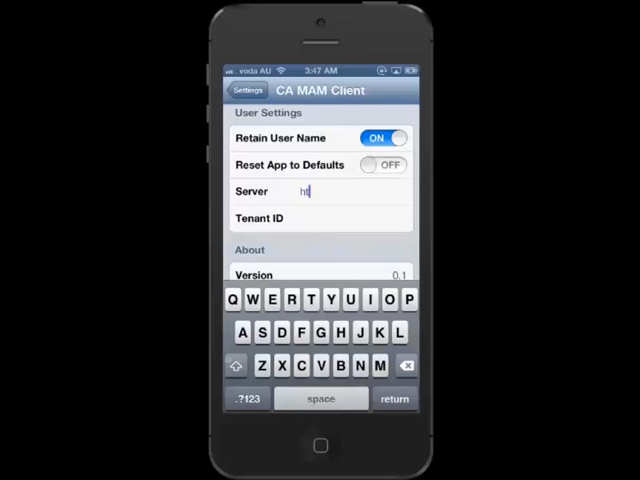 voda AU 3:47 AM
Settings CA MAM Client
User Settings
Retain User Name ON
Reset App to Defaults OFF
Server ht
Tenant ID
About
Version 0.1
Q W E R T Y U I O P
A S D F G H J K L
Z X C V B N M
.?123 space return